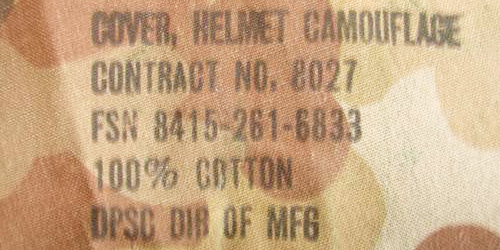 COVER, HELMET CAMOUFLAGE
CONTRACT NO. 8027
FSN 8415-261-6833
100% COTTON
DPSC DIR OF MFG